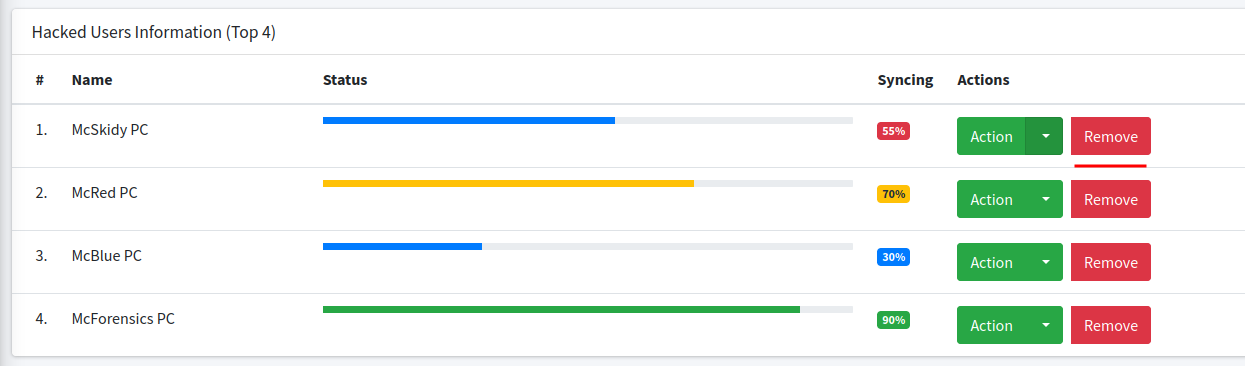 Hacked Users Information (Top 4)
# Name Status Syncing Actions
1. McSkidy PC 55% Action Remove
2. McRed PC 70% Action Remove
3. McBlue PC 30% Action Remove
4. McForensics PC 90% Action Remove